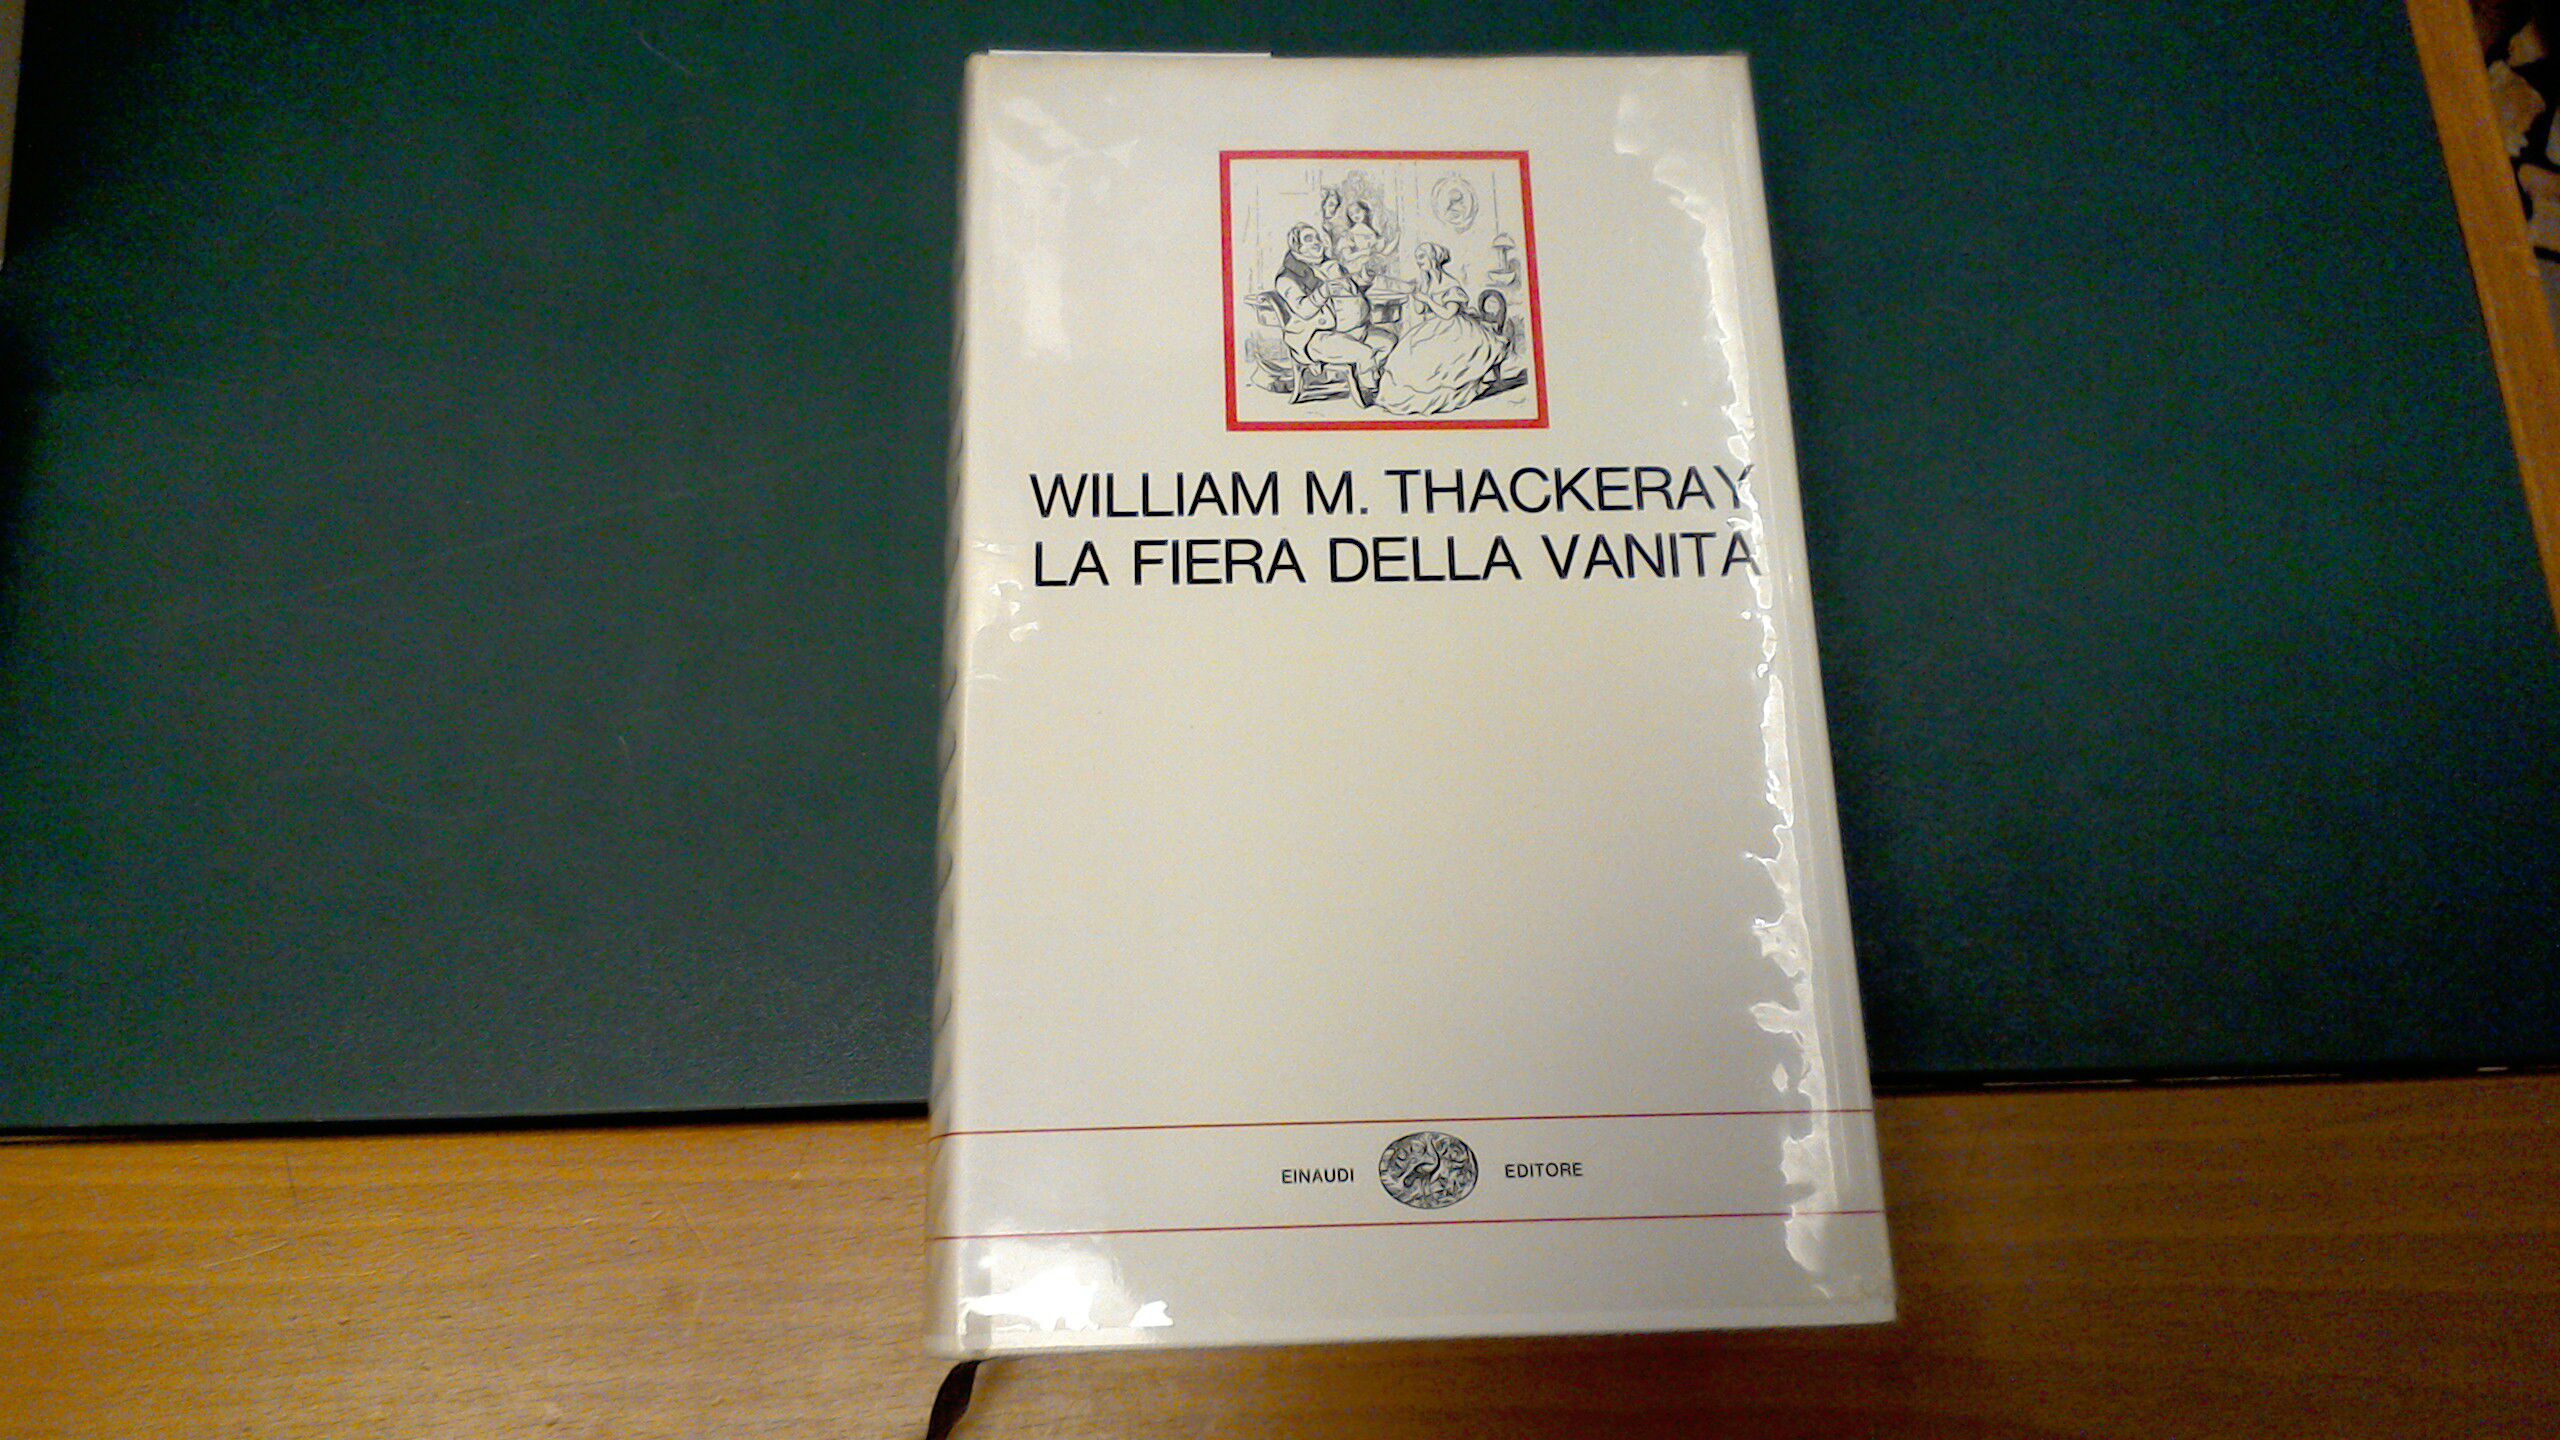 WILLIAM M. THACKERAY
LA FIERA DELLA VANITÀ
EINAUDI EDITORE